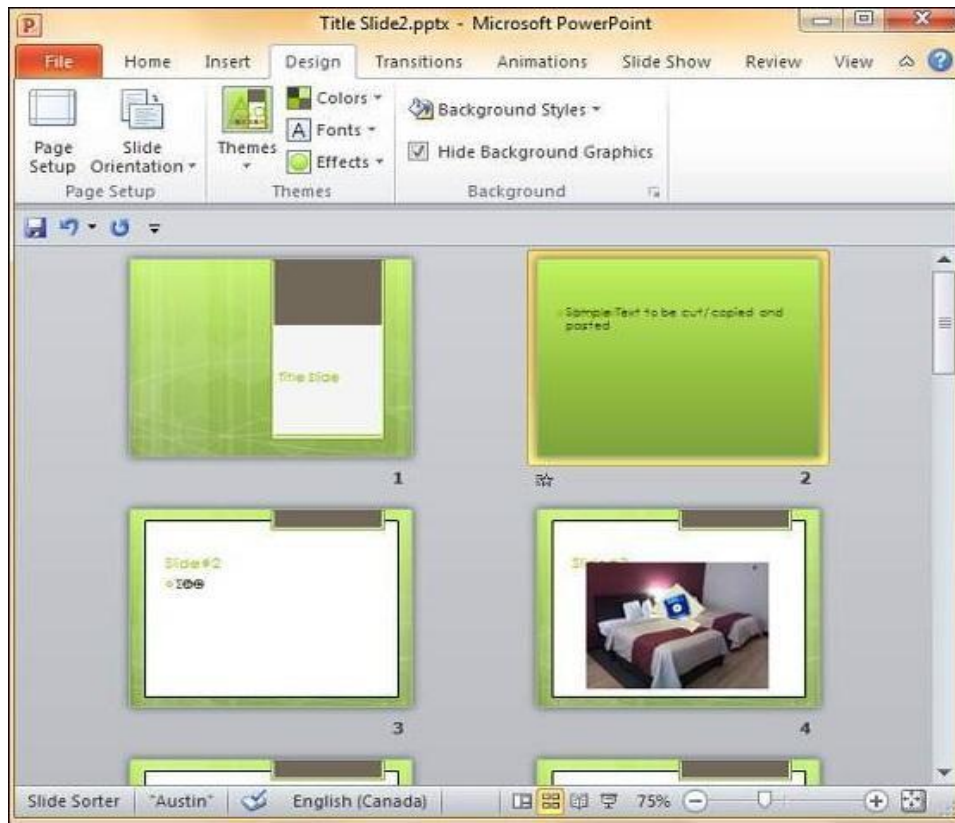 Title Slide2.pptx - Microsoft PowerPoint
File Home Insert Design Transitions Animations Slide Show Review View
Page Setup
Slide Orientation
Themes
Colors
Fonts
Effects
Background Styles
Hide Background Graphics
Page Setup Themes Background
Title Slide
Sample Text to be cut/copied and
pasted
1 2
Slide #2
3 4
Slide Sorter "Austin" English (Canada) 75%